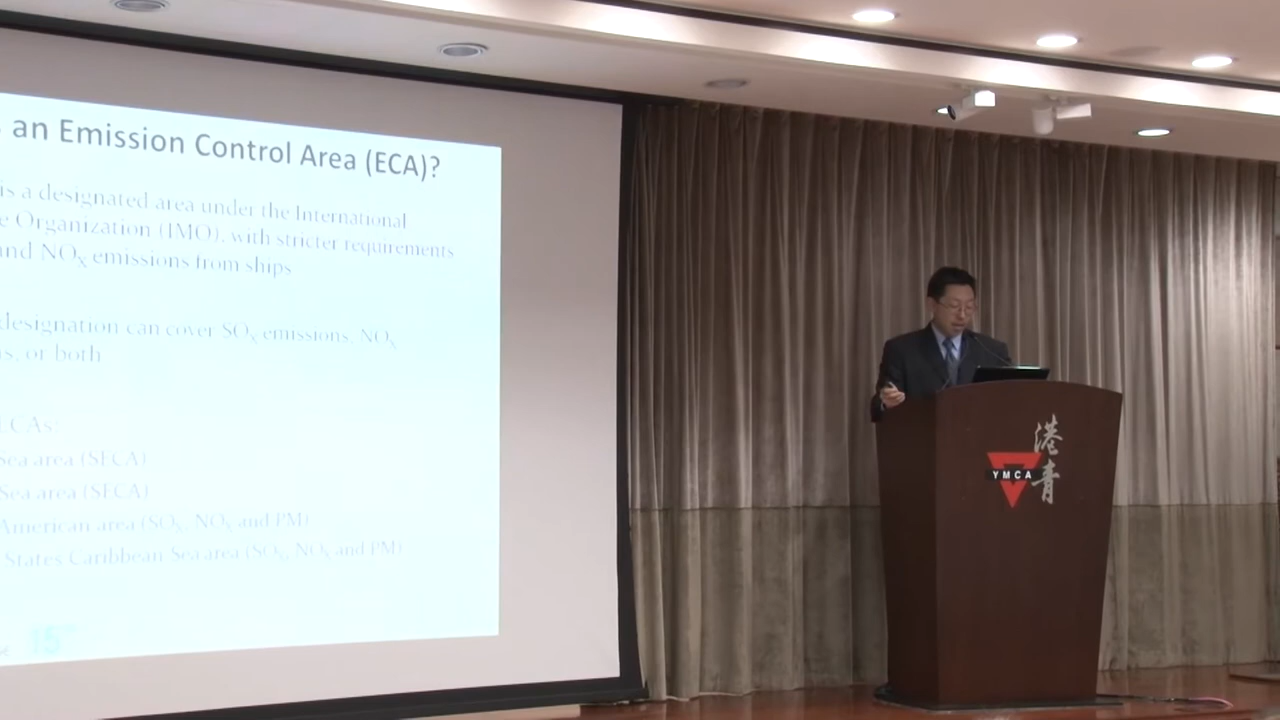 an Emission Control Area (ECA)?
is a designated area under the International
e Organization (IMO), with stricter requirements
and NOx emissions from ships
designation can cover SOx emissions, NOx
s, or both
ECAs:
Sea area (SECA)
Sea area (SECA)
American area (SOx, NOx and PM)
States Caribbean Sea area (SOx, NOx and PM)
15
港青
YMCA